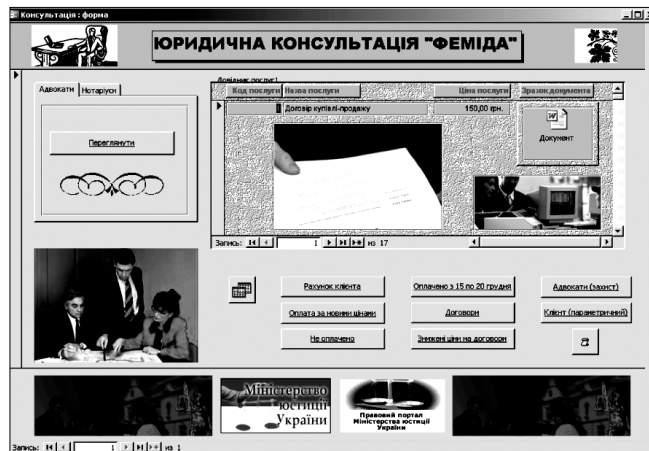 Консультація : форма
ЮРИДИЧНА КОНСУЛЬТАЦІЯ "ФЕМІДА"
Адвокати Нотаріуси
Переглянути
Довідник послуг1
Код послуги Назва послуги Ціна послуги Зразок документа
1 Договір купівлі-продажу 150,00 грн.
Документ
Запись: 1 из 17
Рахунок клієнта Оплачено з 15 по 20 грудня Адвокати (захист)
Оплата за новими цінами Договори Клієнт (параметричний)
Не оплачено Знижені ціни на договори
Міністерство
юстиції
України
Правовий портал
Міністерства юстиції
України
Запись: 1 из 1